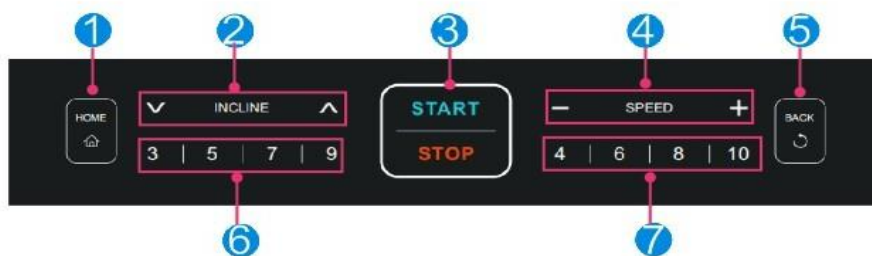 1 2 3 4 5
HOME INCLINE START SPEED BACK
STOP
3 | 5 | 7 | 9 4 | 6 | 8 | 10
6 7